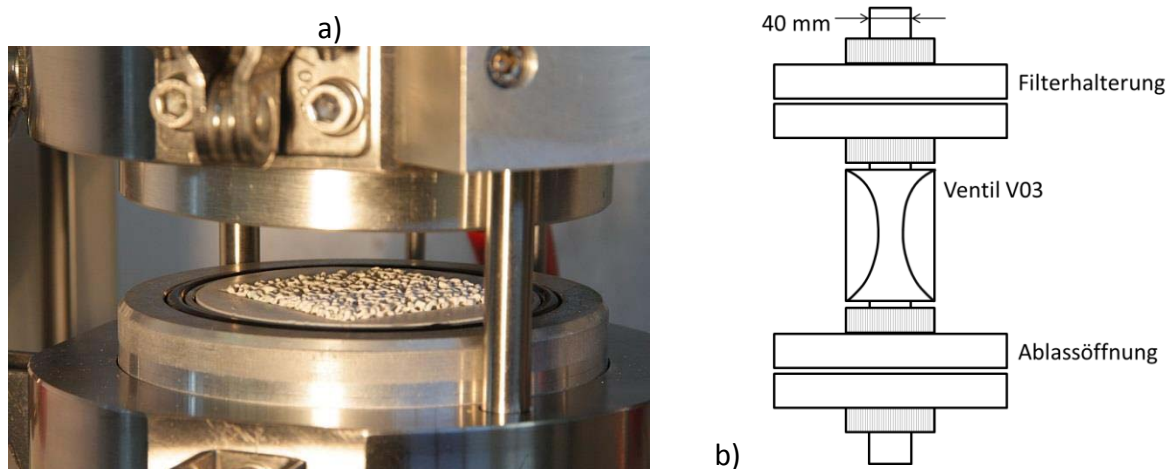 a)
40 mm
Filterhalterung
Ventil V03
Ablassöffnung
b)